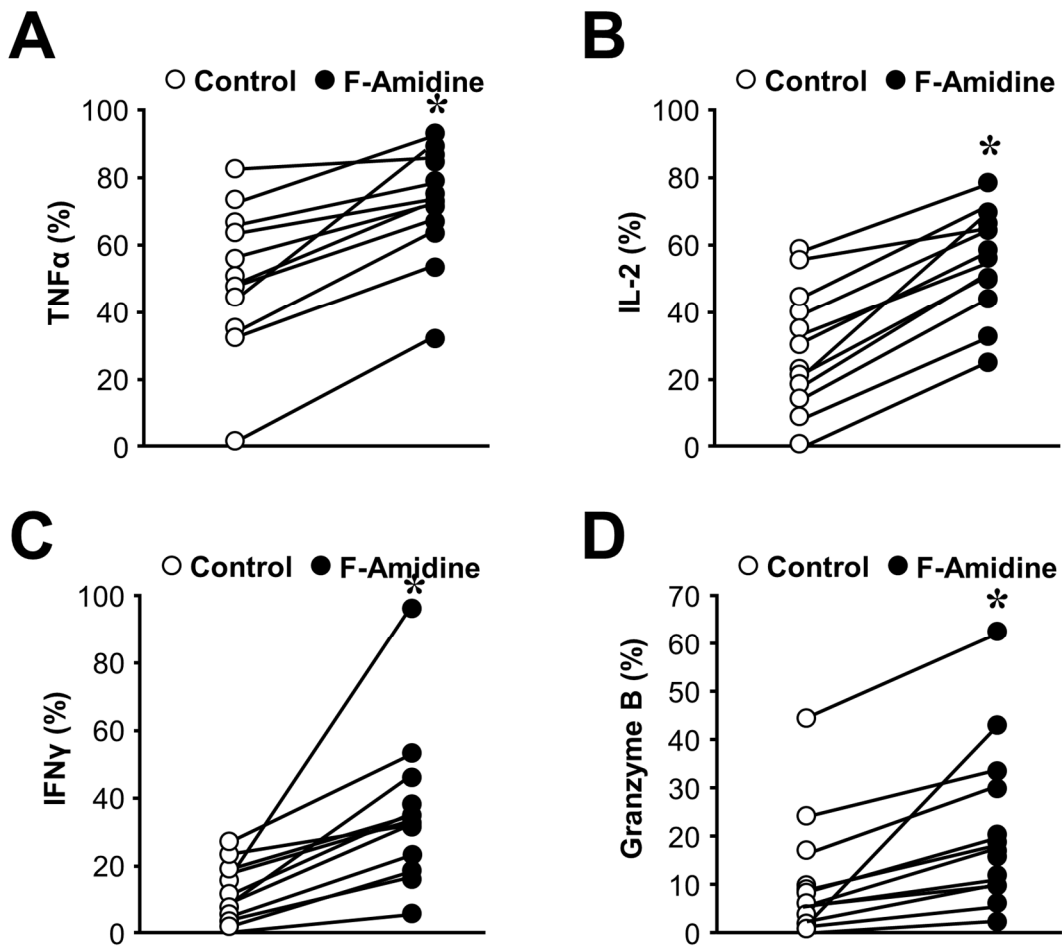 A
○ Control ● F-Amidine
*
100
80
60
40
20
0
TNFα (%)
B
○ Control ● F-Amidine
*
100
80
60
40
20
0
IL-2 (%)
C
○ Control ● F-Amidine
*
100
80
60
40
20
0
IFNγ (%)
D
○ Control ● F-Amidine
*
70
60
50
40
30
20
10
0
Granzyme B (%)